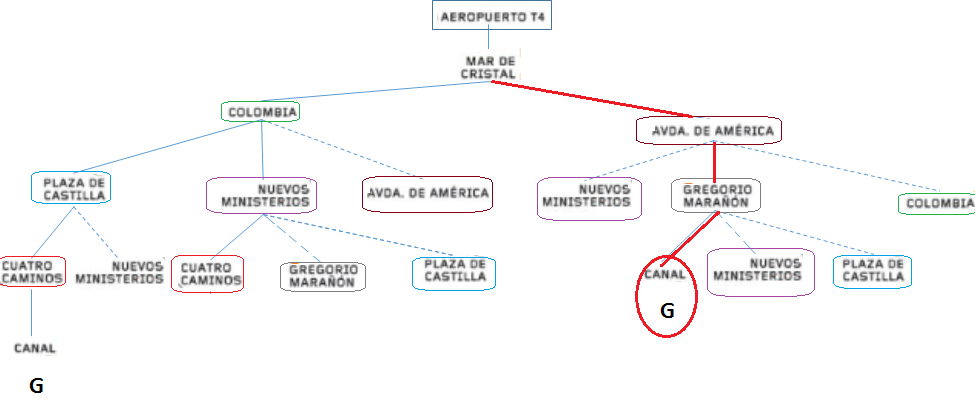 AEROPUERTO T4
MAR DE
CRISTAL
COLOMBIA
AVDA. DE AMÉRICA
PLAZA DE
CASTILLA
NUEVOS
MINISTERIOS
AVDA. DE AMÉRICA
NUEVOS
MINISTERIOS
GREGORIO
MARAÑÓN
COLOMBIA
CUATRO
CAMINOS
NUEVOS
MINISTERIOS
CUATRO
CAMINOS
GREGORIO
MARAÑÓN
PLAZA DE
CASTILLA
CANAL
G
NUEVOS
MINISTERIOS
PLAZA DE
CASTILLA
CANAL
G